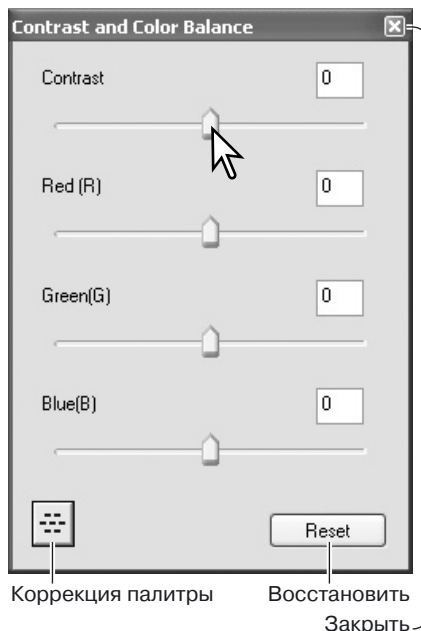 Contrast and Color Balance
Contrast 0
Red (R) 0
Green(G) 0
Blue(B) 0
Reset
Коррекция палитры Восстановить
Закрыть